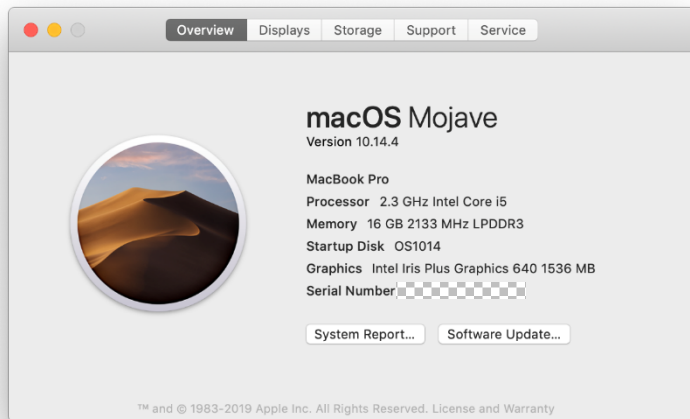 Overview Displays Storage Support Service
macOS Mojave
Version 10.14.4
MacBook Pro
Processor 2.3 GHz Intel Core i5
Memory 16 GB 2133 MHz LPDDR3
Startup Disk OS1014
Graphics Intel Iris Plus Graphics 640 1536 MB
Serial Number
System Report... Software Update...
™ and © 1983-2019 Apple Inc. All Rights Reserved. License and Warranty